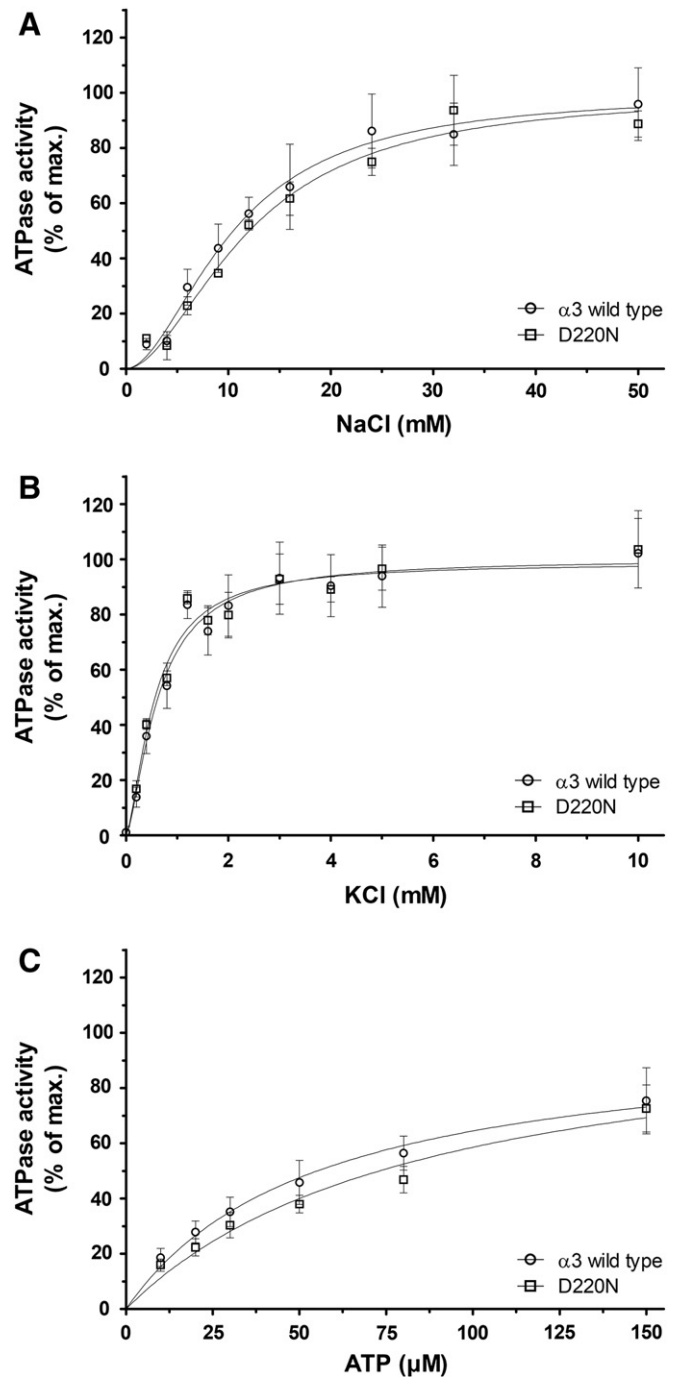 A
120
100
80
60
40
20
0
ATPase activity
(% of max.)
α3 wild type
D220N
0
10
20
30
40
50
NaCl (mM)
B
120
100
80
60
40
20
0
ATPase activity
(% of max.)
α3 wild type
D220N
0
2
4
6
8
10
KCl (mM)
C
120
100
80
60
40
20
0
ATPase activity
(% of max.)
α3 wild type
D220N
0
25
50
75
100
125
150
ATP (µM)